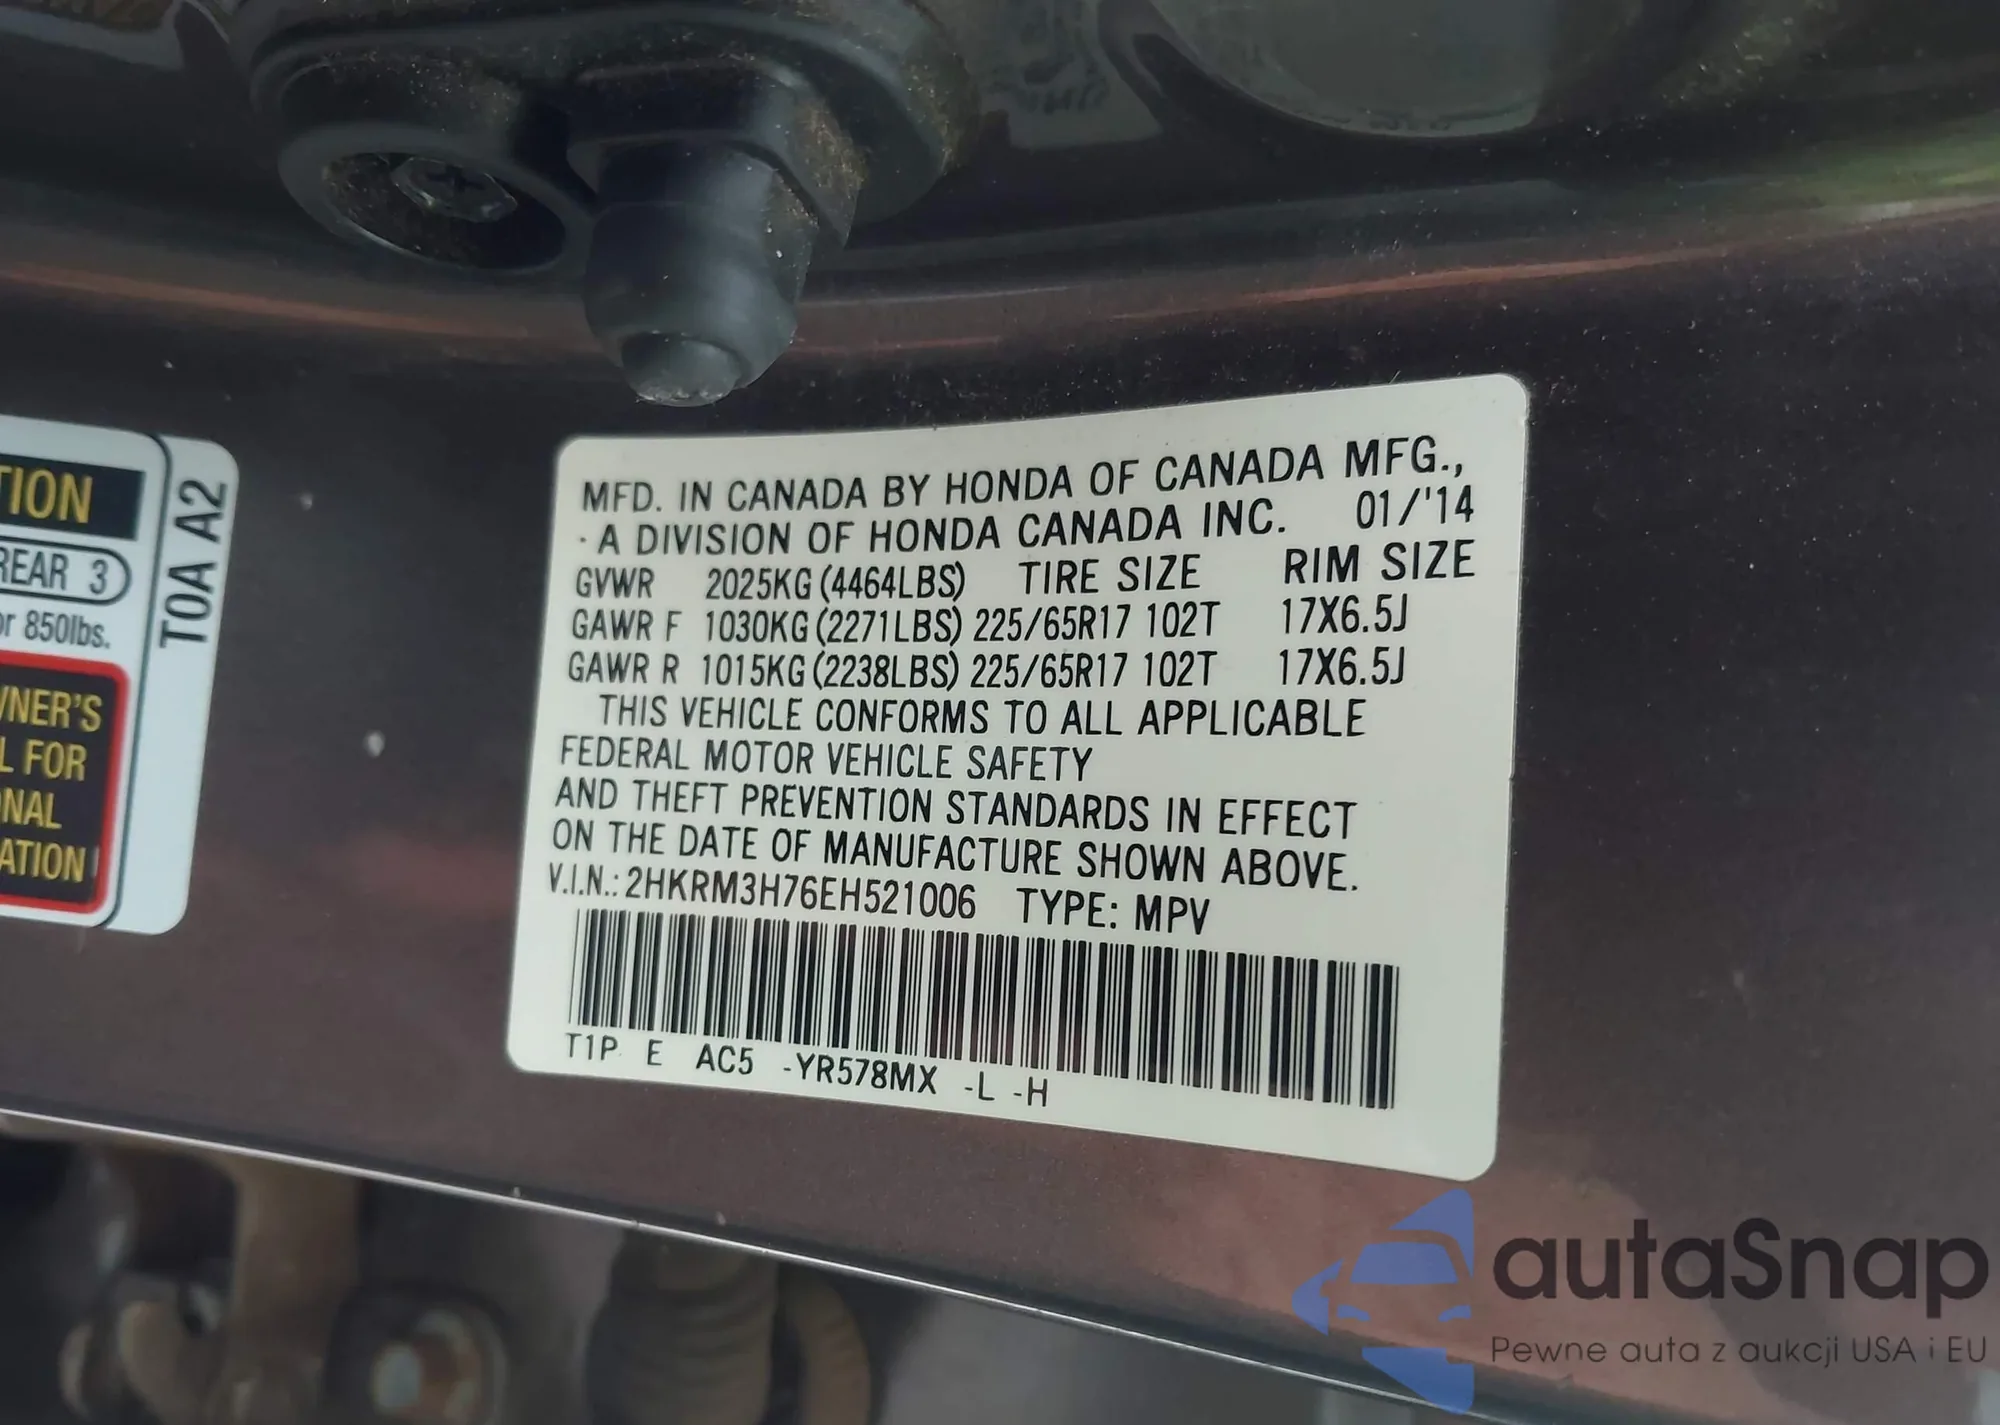 TION
REAR 3
or 850lbs.
WNER'S
L FOR
ONAL
ATION
T0A A2
MFD. IN CANADA BY HONDA OF CANADA MFG.,
A DIVISION OF HONDA CANADA INC. 01/'14
GVWR 2025KG (4464LBS) TIRE SIZE RIM SIZE
GAWR F 1030KG (2271LBS) 225/65R17 102T 17X6.5J
GAWR R 1015KG (2238LBS) 225/65R17 102T 17X6.5J
THIS VEHICLE CONFORMS TO ALL APPLICABLE
FEDERAL MOTOR VEHICLE SAFETY
AND THEFT PREVENTION STANDARDS IN EFFECT
ON THE DATE OF MANUFACTURE SHOWN ABOVE.
V.I.N.: 2HKRM3H76EH521006 TYPE: MPV
T1P E AC5 -YR578MX -L -H
autaSnap
Pewne auta z aukcji USA i EU